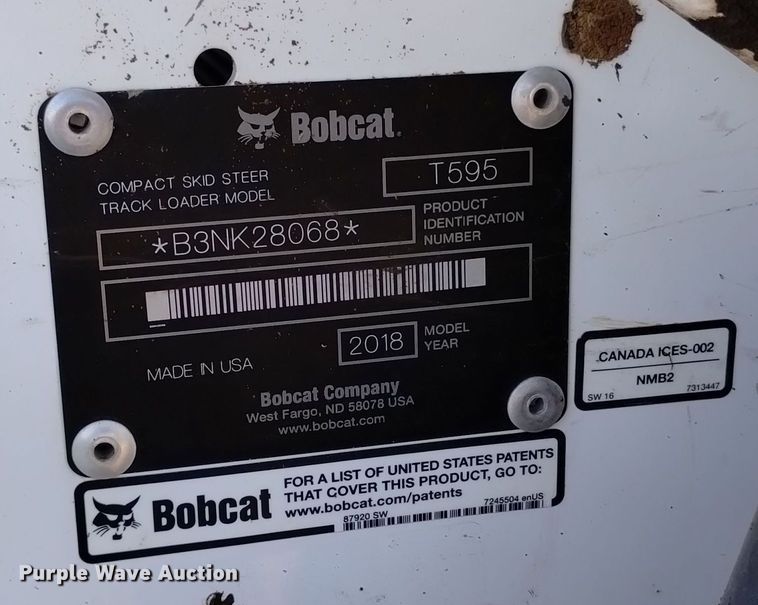 Bobcat.
COMPACT SKID STEER
TRACK LOADER MODEL
T595
*B3NK28068*
PRODUCT
IDENTIFICATION
NUMBER
MADE IN USA
2018
MODEL
YEAR
Bobcat Company
West Fargo, ND 58078 USA
www.bobcat.com
CANADA ICES-002
NMB2
SW 16
7313447
Bobcat
FOR A LIST OF UNITED STATES PATENTS
THAT COVER THIS PRODUCT, GO TO:
www.bobcat.com/patents
7245504 enUS
87920 SW
Purple Wave Auction